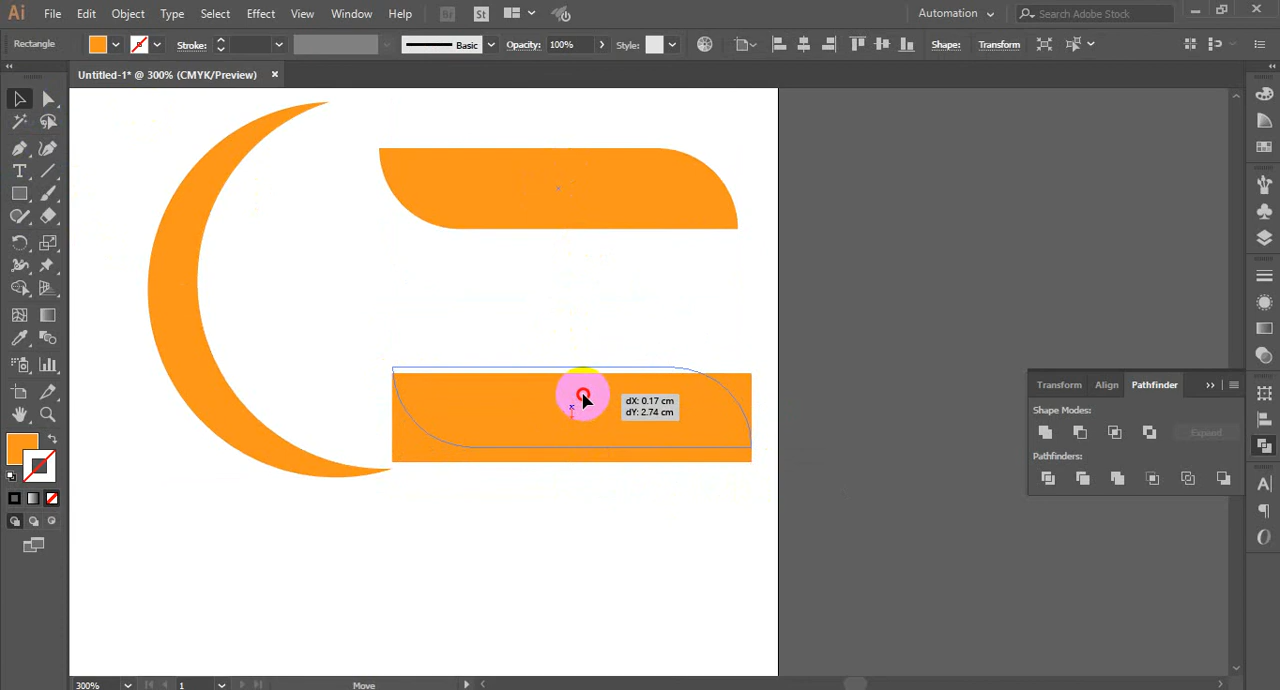 Ai File Edit Object Type Select Effect View Window Help Br St Automation Search Adobe Stock
Rectangle Stroke: Basic Opacity: 100% Style: Shape: Transform
Untitled-1* @ 300% (CMYK/Preview)
dX: 0.17 cm
dY: 2.74 cm
Transform Align Pathfinder
Shape Modes:
Expand
Pathfinders:
300% 1 Move